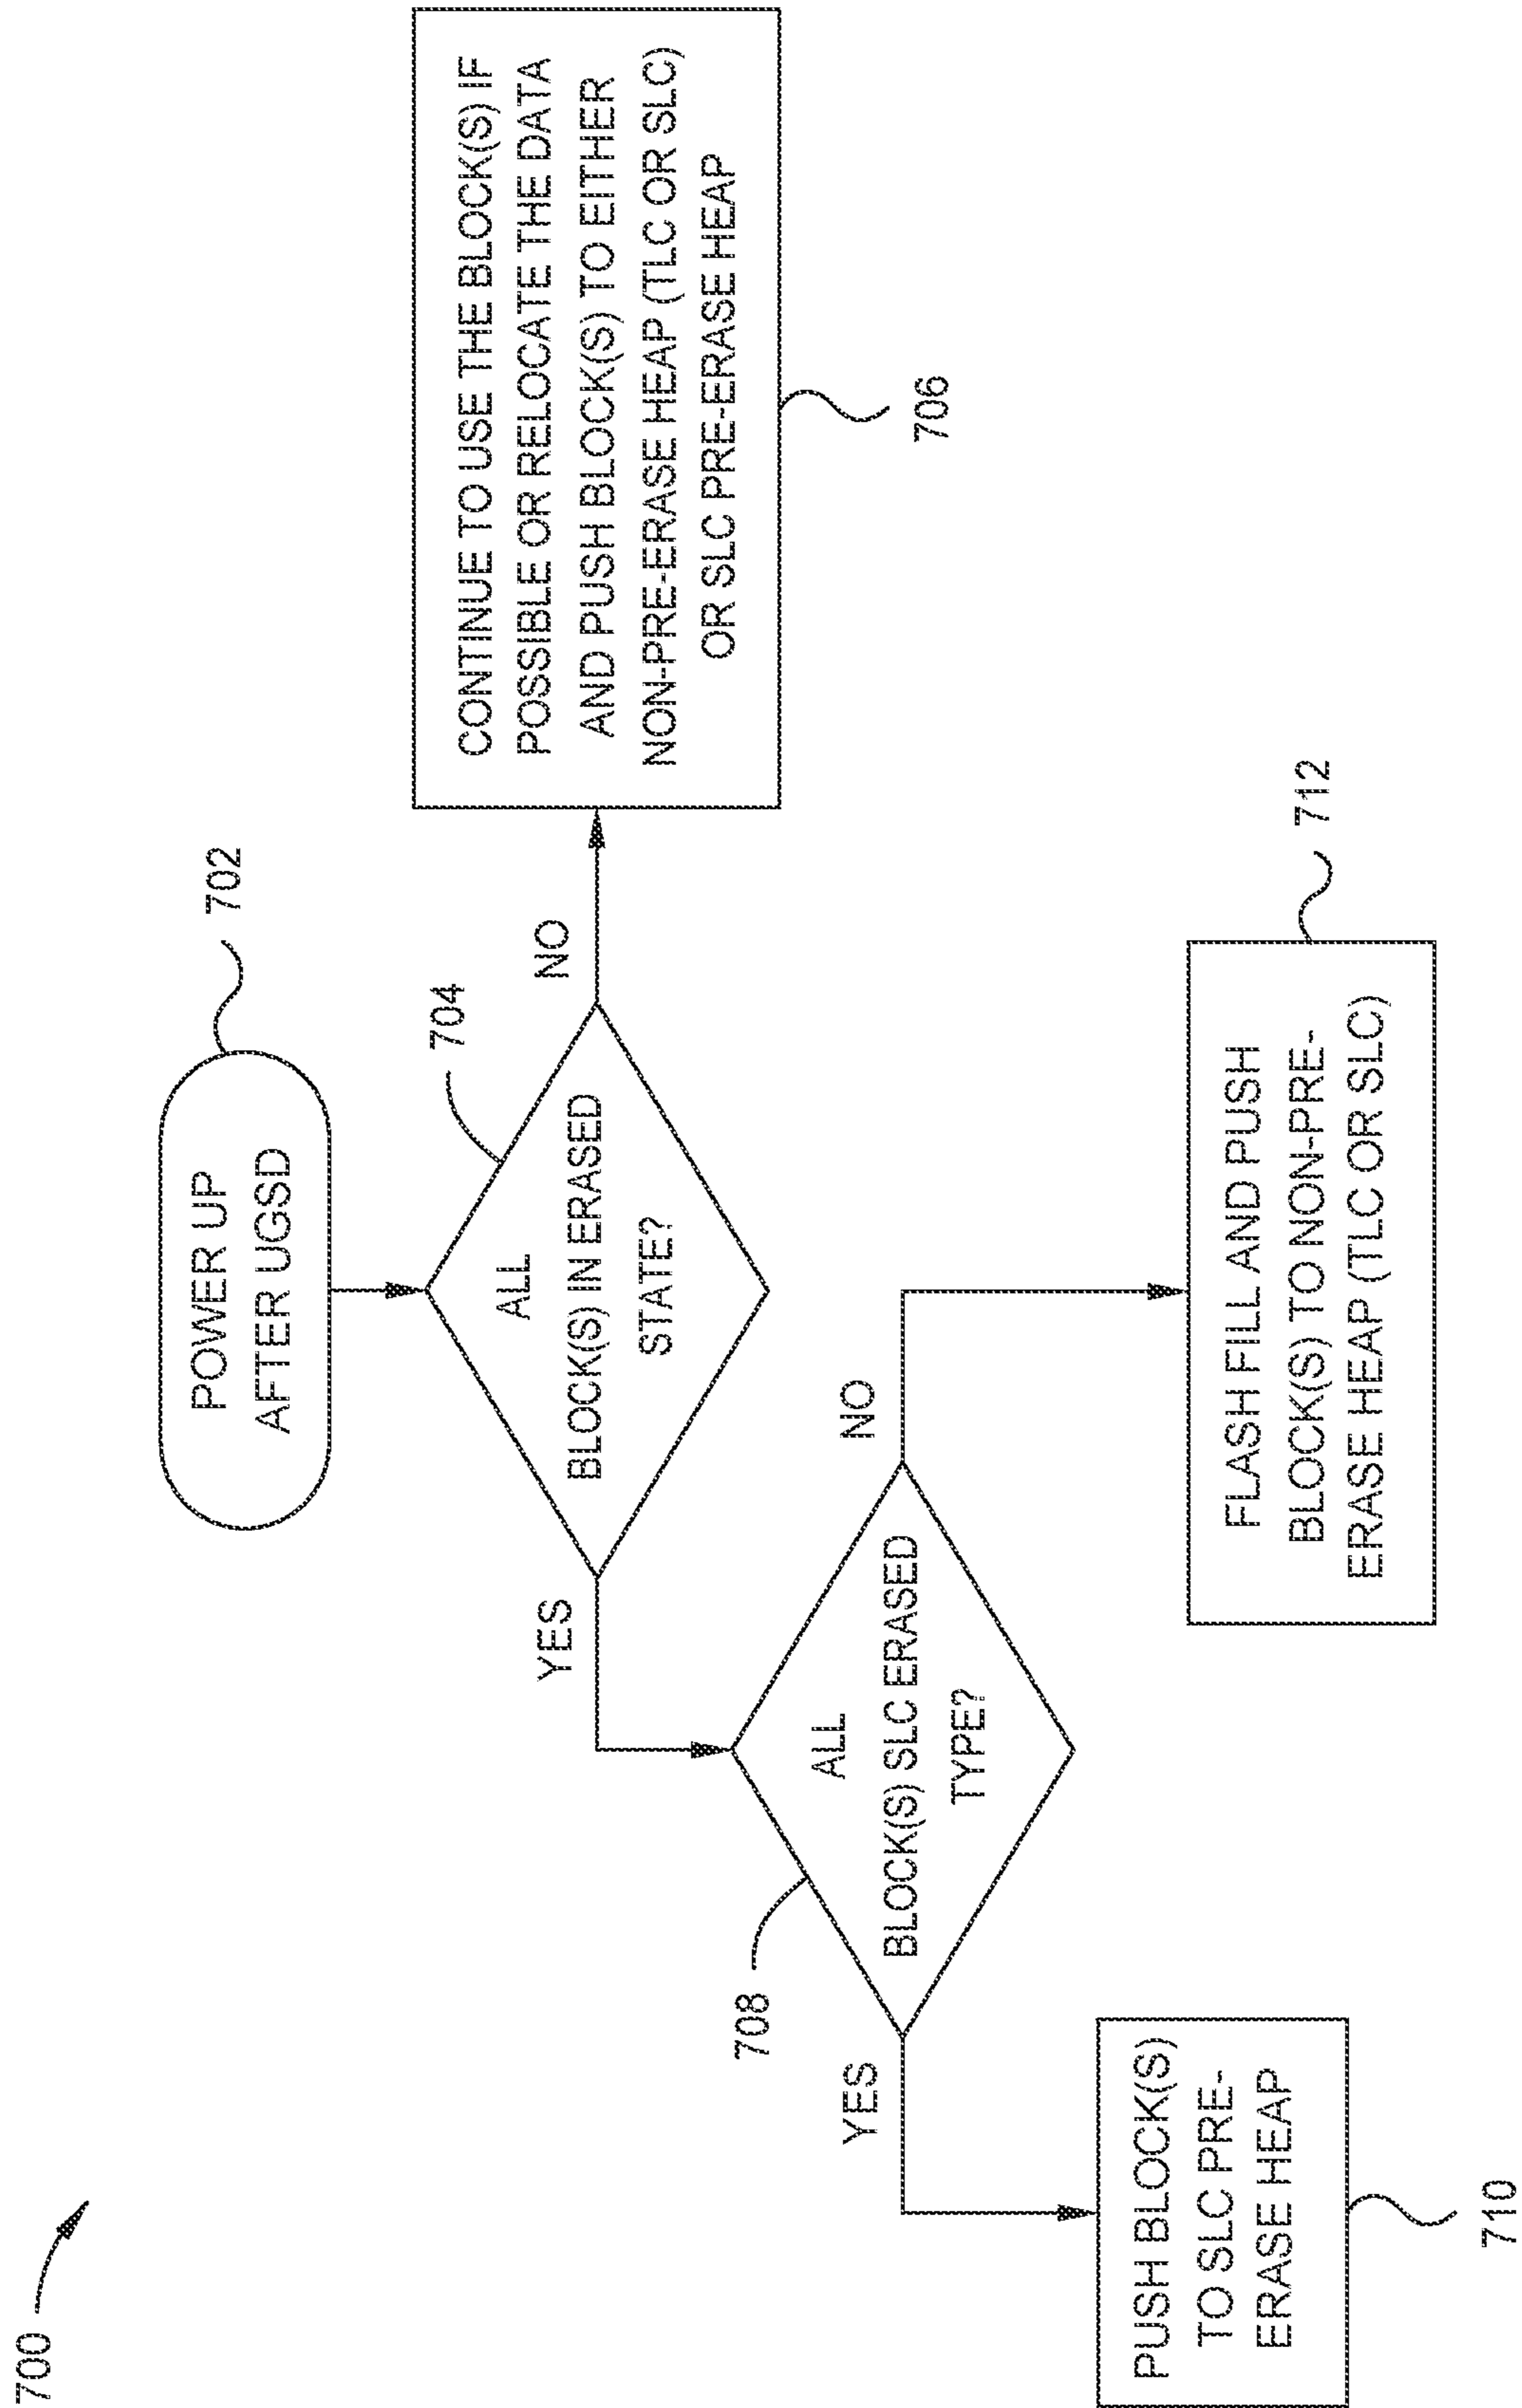 700
POWER UP
AFTER UGSD
702
704
ALL
BLOCK(S) IN ERASED
STATE?
NO
CONTINUE TO USE THE BLOCK(S) IF
POSSIBLE OR RELOCATE THE DATA
AND PUSH BLOCK(S) TO EITHER
NON-PRE-ERASE HEAP (TLC OR SLC)
OR SLC PRE-ERASE HEAP
706
YES
708
ALL
BLOCK(S) SLC ERASED
TYPE?
YES
NO
PUSH BLOCK(S)
TO SLC PRE-
ERASE HEAP
710
FLASH FILL AND PUSH
BLOCK(S) TO NON-PRE-
ERASE HEAP (TLC OR SLC)
712